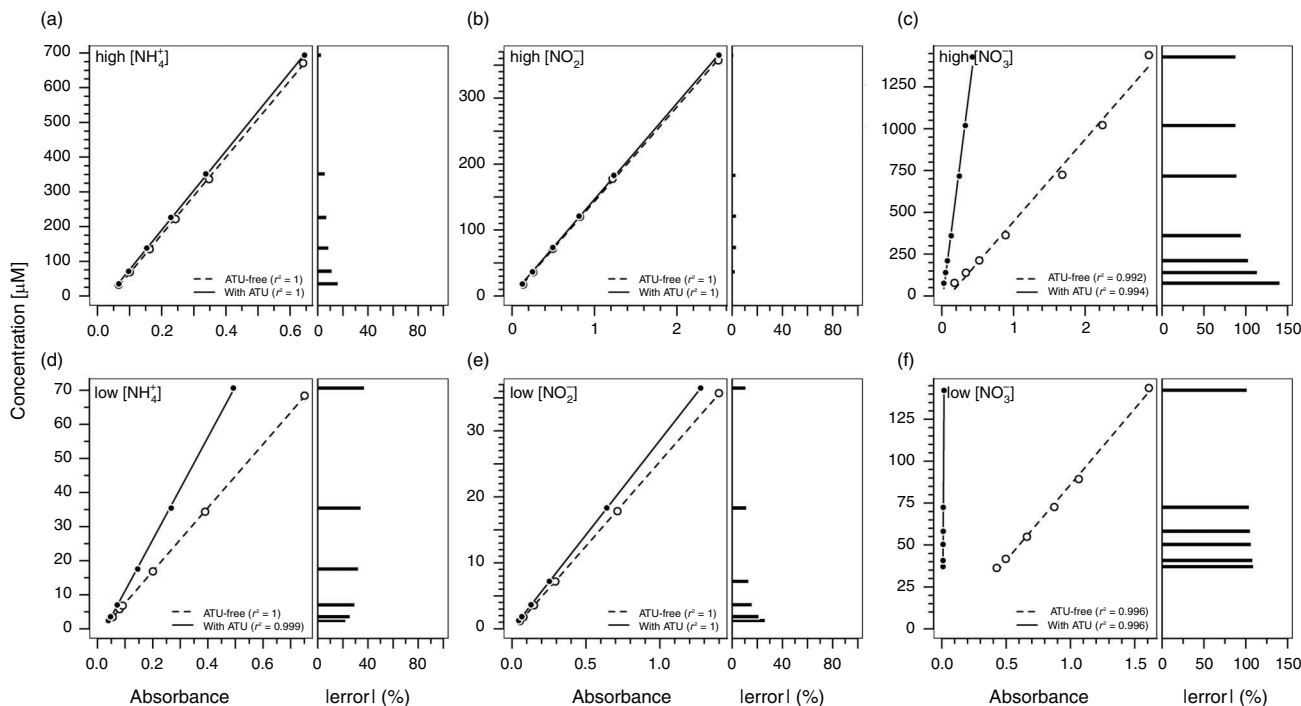 (a)
high [NH₄⁺]
700
600
500
400
300
200
100
0
ATU-free (r² = 1)
With ATU (r² = 1)
0.0 0.2 0.4 0.6
0 40 80
(b)
high [NO₂⁻]
300
200
100
0
ATU-free (r² = 1)
With ATU (r² = 1)
0 1 2
0 20 40 60 80
(c)
high [NO₃⁻]
1250
1000
750
500
250
0
ATU-free (r² = 0.992)
With ATU (r² = 0.994)
0 1 2
0 50 100 150
Concentration [µM]
(d)
low [NH₄⁺]
70
60
50
40
30
20
10
0
ATU-free (r² = 1)
With ATU (r² = 0.999)
0.0 0.2 0.4 0.6
0 20 40 60 80
(e)
low [NO₂⁻]
30
20
10
0
ATU-free (r² = 1)
With ATU (r² = 1)
0.0 0.5 1.0
0 20 40 60 80
(f)
low [NO₃⁻]
125
100
75
50
25
0
ATU-free (r² = 0.996)
With ATU (r² = 0.996)
0 0.5 1.0 1.5
0 50 100 150
Absorbance |error| (%)
Absorbance |error| (%)
Absorbance |error| (%)